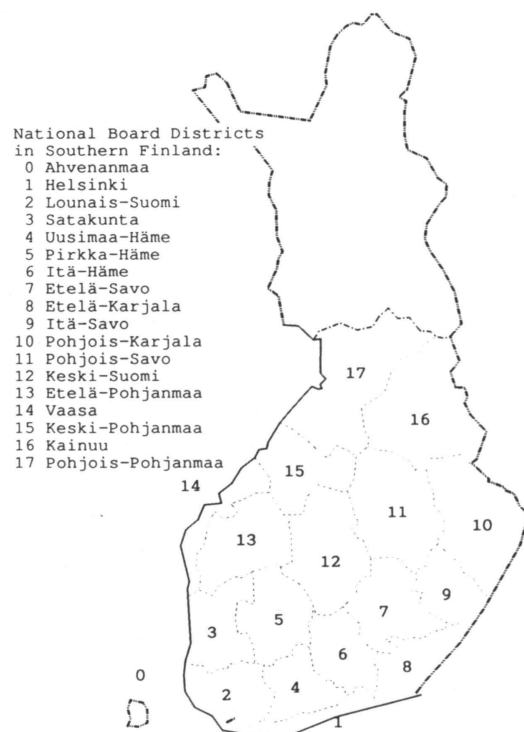 National Board Districts
in Southern Finland:
0 Ahvenanmaa
1 Helsinki
2 Lounais-Suomi
3 Satakunta
4 Uusimaa-Häme
5 Pirkka-Häme
6 Itä-Häme
7 Etelä-Savo
8 Etelä-Karjala
9 Itä-Savo
10 Pohjois-Karjala
11 Pohjois-Savo
12 Keski-Suomi
13 Etelä-Pohjanmaa
14 Vaasa
15 Keski-Pohjanmaa
16 Kainuu
17 Pohjois-Pohjanmaa
17
16
15
14
11
10
13
12
9
7
5
3
6
8
0
4
2
1